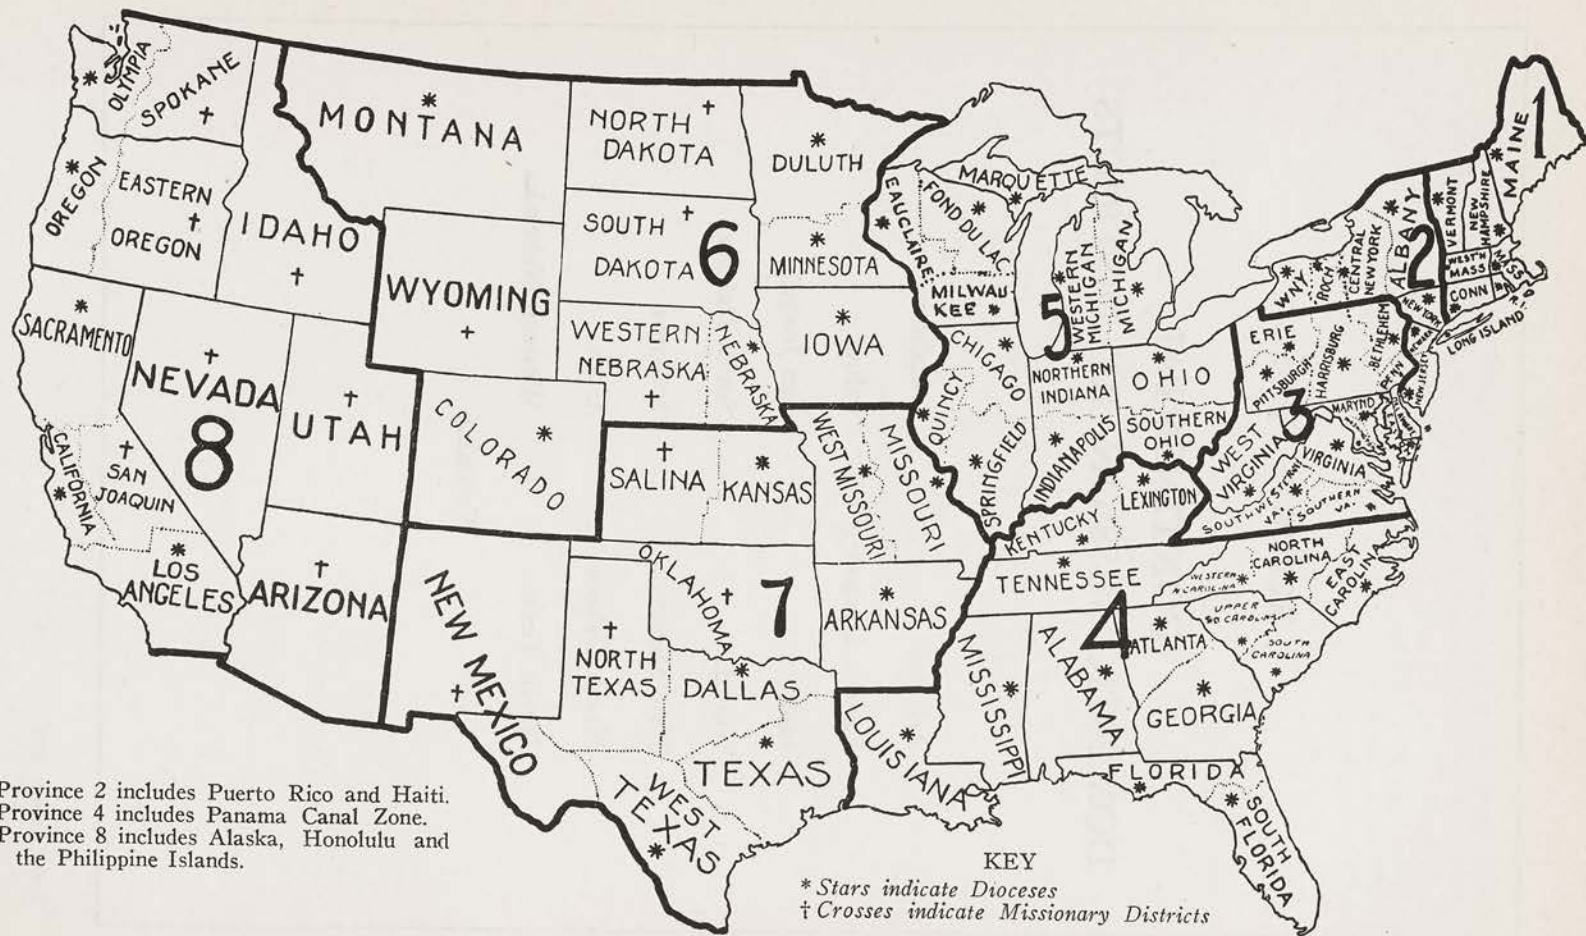 OLYMPIA
* SPOKANE †
* OREGON
EASTERN
† OREGON
IDAHO
†
* MONTANA
WYOMING
†
NORTH †
DAKOTA
SOUTH †
DAKOTA
6
WESTERN
NEBRASKA
†
NEBRASKA
*
* DULUTH
*
MINNESOTA
*
IOWA
*
COLORADO
* SACRAMENTO
†
NEVADA
8
†
UTAH
CALIFORNIA
*
†
SAN
JOAQUIN
*
LOS
ANGELES
†
ARIZONA
NEW MEXICO
†
†
SALINA
*
KANSAS
WEST MISSOURI
*
MISSOURI
*
OKLAHOMA
†
7
*
ARKANSAS
†
NORTH
TEXAS
*
DALLAS
*
TEXAS
WEST
TEXAS
*
EAU CLAIRE
*
FOND DU LAC
*
MILWAU
KEE *
MARQUETTE
*
5
WESTERN
MICHIGAN
*
MICHIGAN
*
CHIGAGO
*
QUINCY
*
SPRINGFIELD
*
*
NORTHERN
INDIANA
INDIANAPOLIS
*
*
OHIO
SOUTHERN
OHIO
*
KENTUCKY
*
*
LEXINGTON
*
TENNESSEE
4
MISSISSIPPI
*
ALABAMA
*
*
ATLANTA
*
GEORGIA
LOUISIANA
*
FLORIDA
*
*
SOUTH
FLORIDA
WESTERN
N CAROLINA *
NORTH
CAROLINA
*
EAST
CAROLINA
*
UPPER
SO CAROLINA
*
SOUTH
CAROLINA
*
WEST
VIRGINIA
*
*
VIRGINIA
SOUTHWESTERN
VA.
*
SOUTHERN
VA. *
3
ERIE
*
PITTSBURGH
*
HARRISBURG
*
BETHLEHEM
*
PENN
*
MARYND
*
NEWARK
NEW JERSEY
*
WNY
*
ROCH
*
CENTRAL
NEW YORK
*
ALBANY
*
2
NEW YORK
*
LONG ISLAND
*
VERMONT
*
NEW
HAMPSHIRE
*
MAINE
*
1
WEST'N
MASS
*
MASS
*
CONN
*
R.I.
*
Province 2 includes Puerto Rico and Haiti.
Province 4 includes Panama Canal Zone.
Province 8 includes Alaska, Honolulu and
the Philippine Islands.
KEY
* Stars indicate Dioceses
† Crosses indicate Missionary Districts